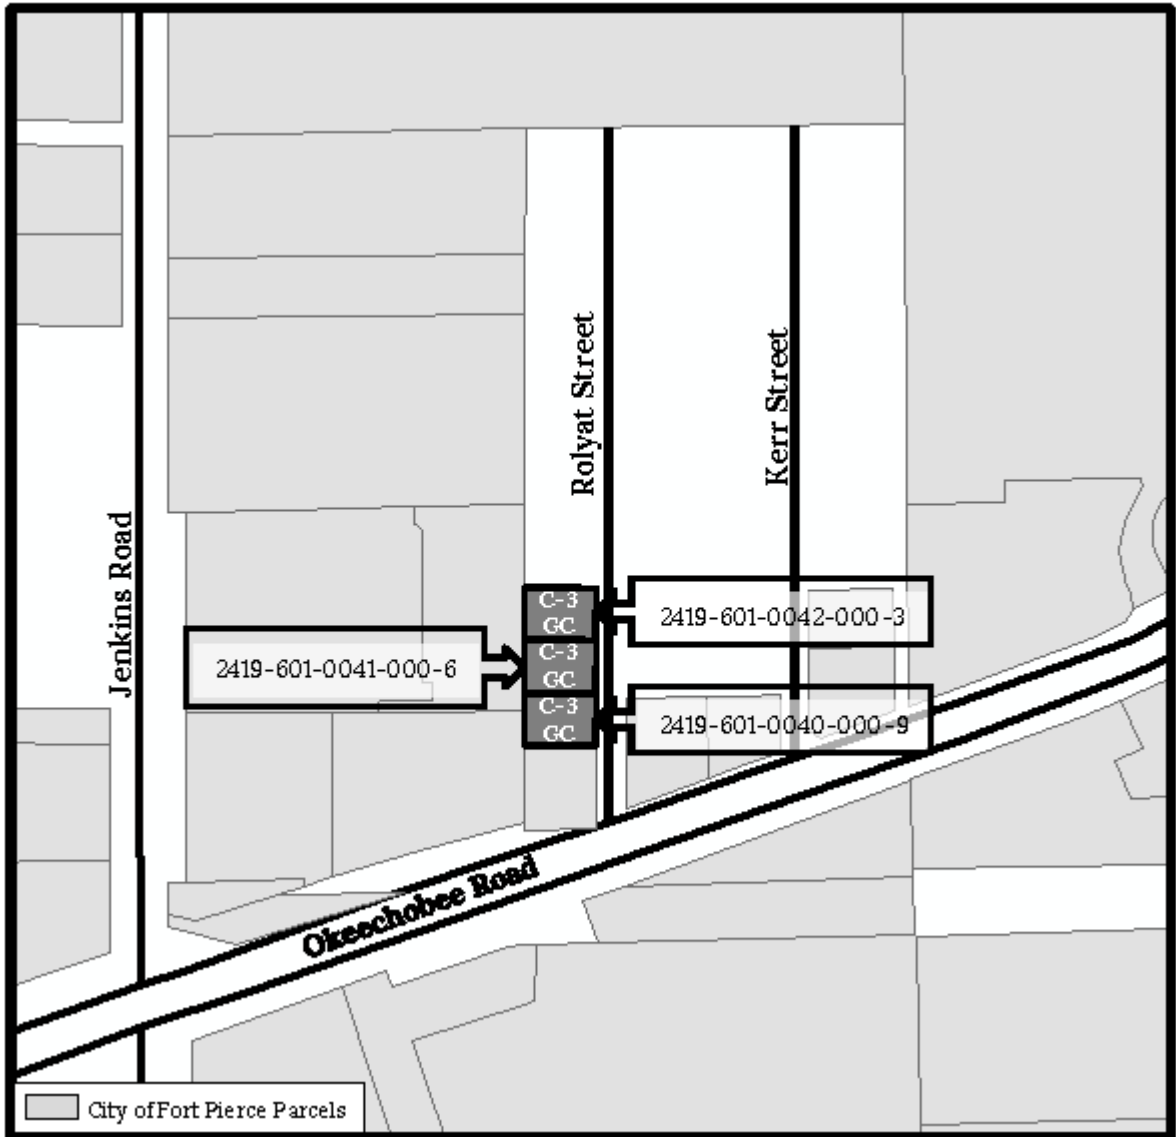 Rolyat Street
Kerr Street
Jenkins Road
C-3
GC
2419-601-0042-000-3
2419-601-0041-000-6
C-3
GC
C-3
GC
2419-601-0040-000-9
Okeechobee Road
City of Fort Pierce Parcels